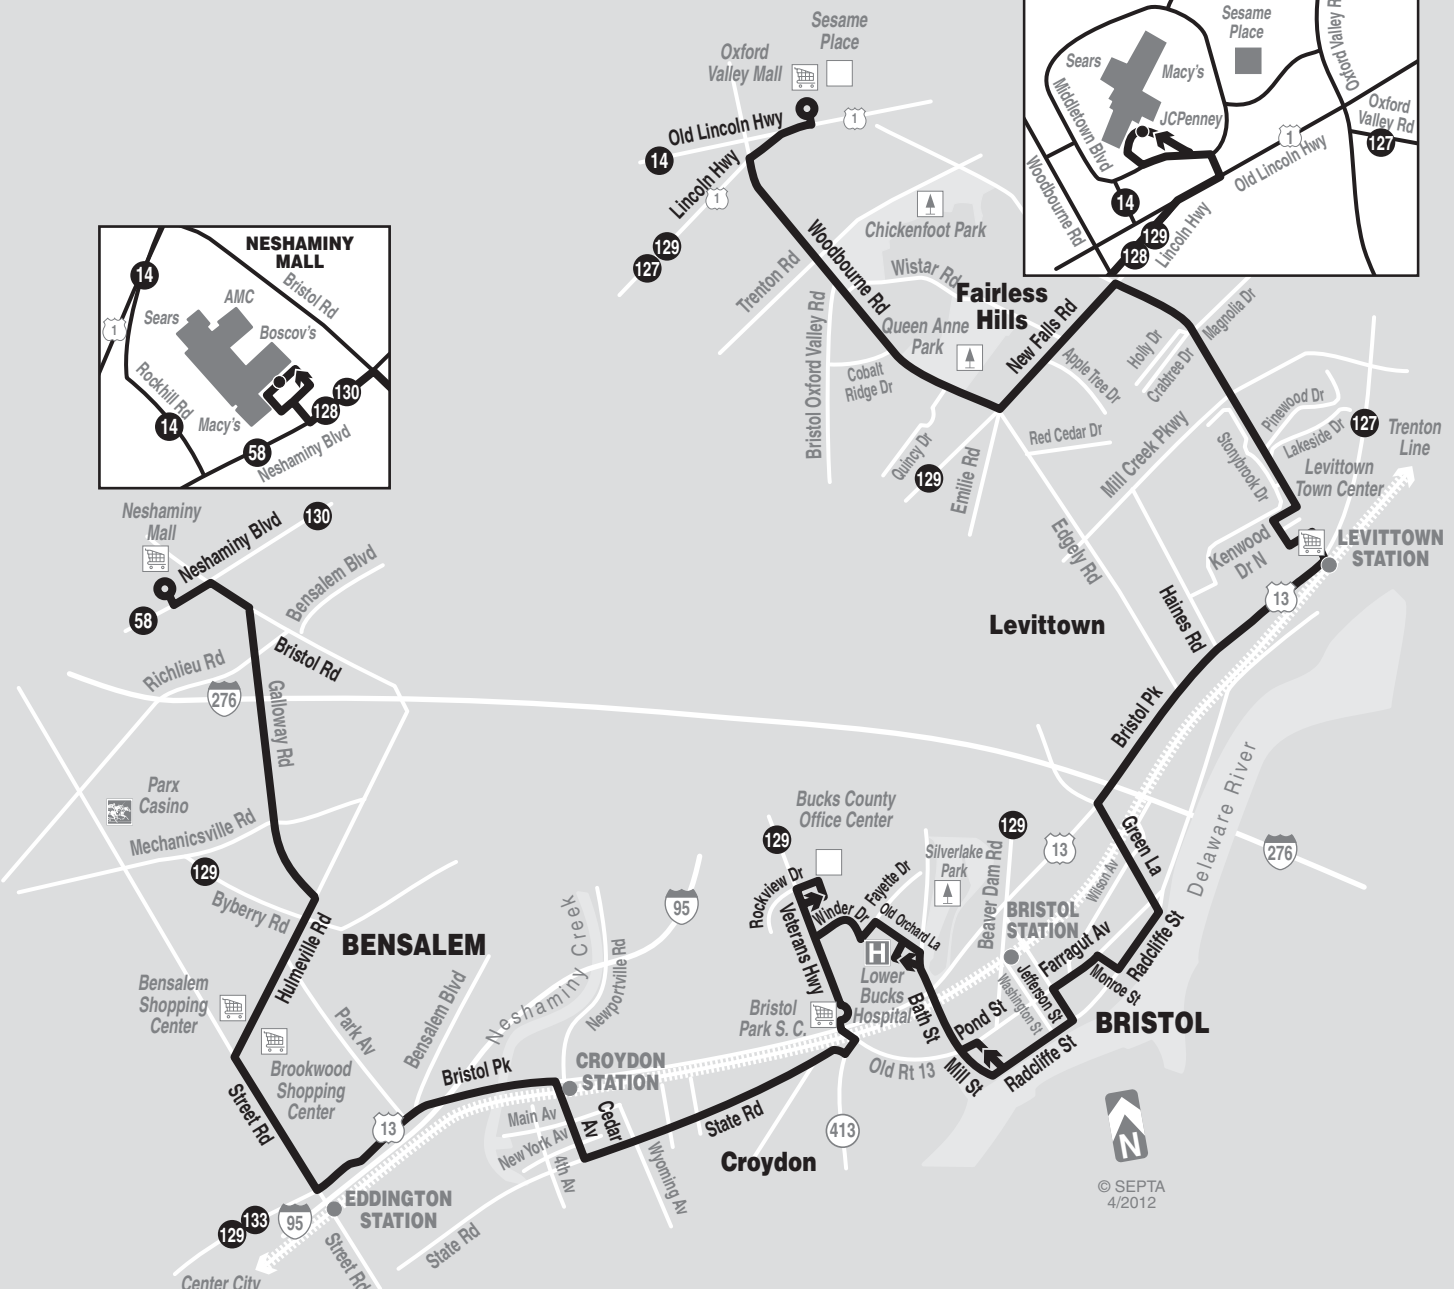 Sesame
Place
Oxford
Valley Mall
Old Lincoln Hwy
1
14
Lincoln Hwy
1
129
127
Woodbourne Rd
Trenton Rd
Chickenfoot Park
Wistar Rd
Fairless
Hills
Queen Anne
Park
New Falls Rd
Bristol Oxford Valley Rd
Cobalt
Ridge Dr
Quincy Dr
129
Emilie Rd
Red Cedar Dr
Apple Tree Dr
Holly Dr
Crabtree Dr
Magnolia Dr
Mill Creek Pkwy
Stonybrook Dr
Pinewood Dr
Lakeside Dr
127
Trenton
Line
Levittown
Town Center
Kenwood
Dr N
LEVITTOWN
STATION
13
Edgely Rd
Haines Rd
Levittown
Sesame
Place
Oxford Valley R
Sears
Macy's
JCPenney
Middletown Blvd
Woodbourne Rd
14
129
128
Lincoln Hwy
Old Lincoln Hwy
1
Oxford
Valley Rd
127
NESHAMINY
MALL
14
1
Bristol Rd
AMC
Sears
Boscov's
Rockhill Rd
14
Macy's
58
128
130
Neshaminy Blvd
Neshaminy
Mall
Neshaminy Blvd
130
58
Bensalem Blvd
Bristol Rd
Richlieu Rd
276
Galloway Rd
Parx
Casino
Mechanicsville Rd
129
Byberry Rd
Hulmeville Rd
BENSALEM
Bensalem
Shopping
Center
Brookwood
Shopping
Center
Park Av
Bensalem Blvd
Street Rd
13
Bristol Pk
Neshaminy Creek
Newportville Rd
95
CROYDON
STATION
Main Av
New York Av
4th Av
Cedar
Av
Wyoming Av
State Rd
Croydon
413
EDDINGTON
STATION
133
129
95
Street Rd
State Rd
Center City
Bucks County
Office Center
129
Rockview Dr
Veterans Hwy
Winder Dr
Fayette Dr
Old Orchard La
Silverlake
Park
Beaver Dam Rd
129
13
H
Lower
Bucks
Hospital
Bristol
Park S. C.
Bath St
Old Rt 13
Mill St
Pond St
Radcliffe St
Washington St
Jefferson St
BRISTOL
STATION
Farragut Av
Monroe St
Radcliffe St
Wilson Av
Green La
Bristol Pk
Delaware River
276
BRISTOL
N
© SEPTA
4/2012